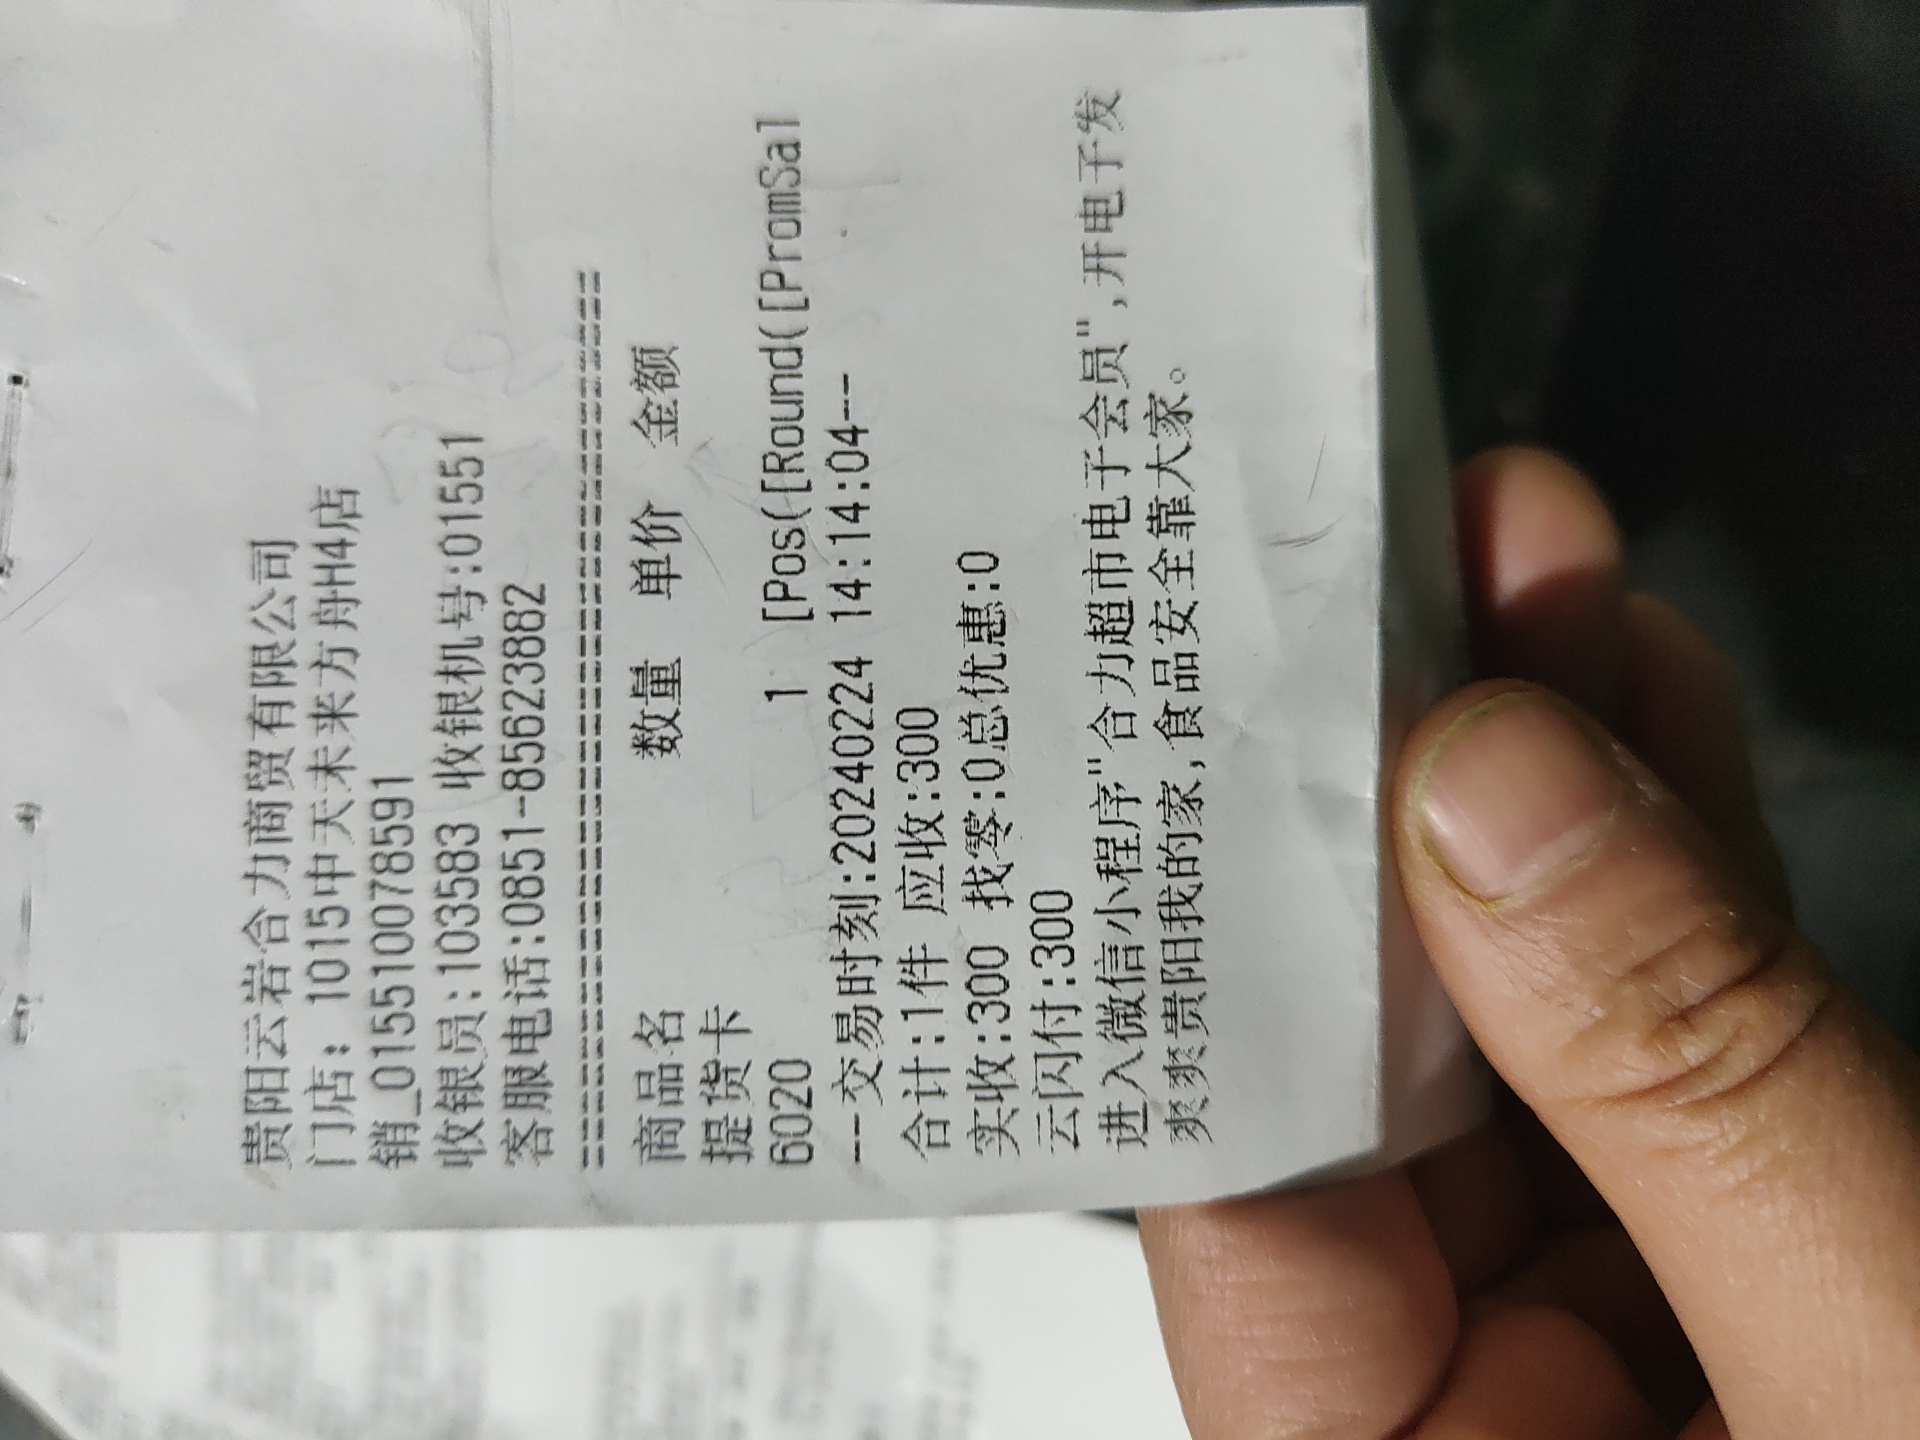 贵阳云岩合力商贸有限公司
门店: 1015中天未来方舟H4店
销_015510078591
收银员:103583 收银机号:01551
客服电话:0851-85623882
========================================
商品名 数量 单价 金额
提货卡
6020 1 [Pos([Round([PromSal
---交易时刻:20240224 14:14:04--
合计:1件 应收:300
实收:300 找零:0总优惠:0
云闪付:300
进入微信小程序"合力超市电子会员",开电子发
爽爽贵阳我的家,食品安全靠大家。